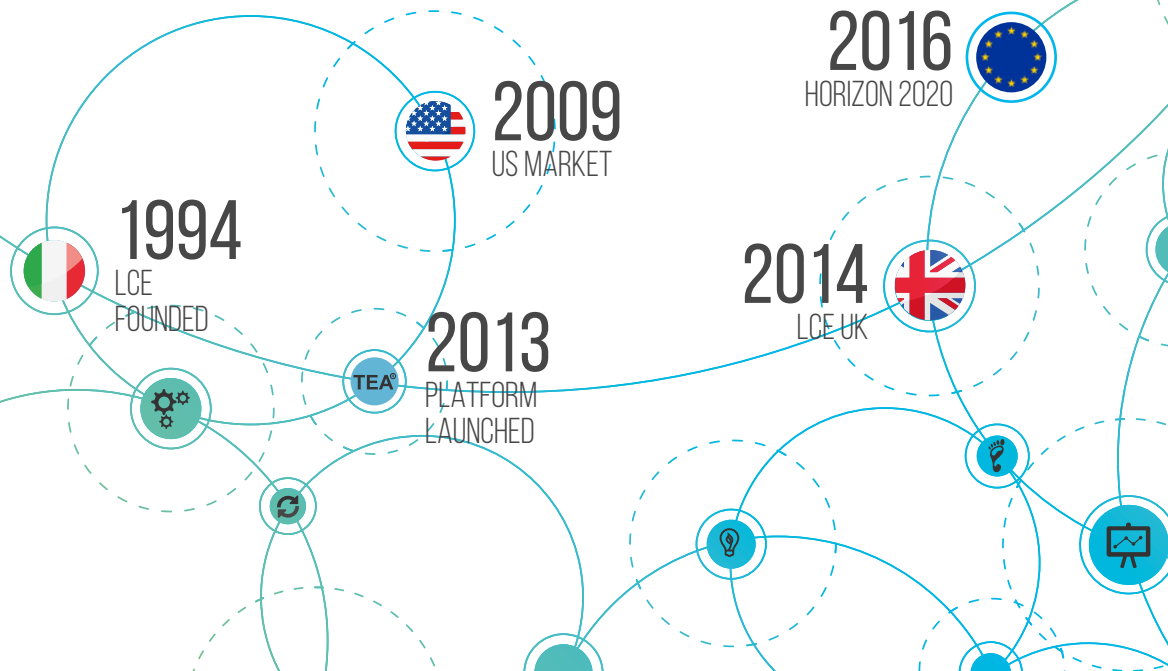 1994
LCE
FOUNDED
2009
US MARKET
TEA®
2013
PLATFORM
LAUNCHED
2014
LCE UK
2016
HORIZON 2020